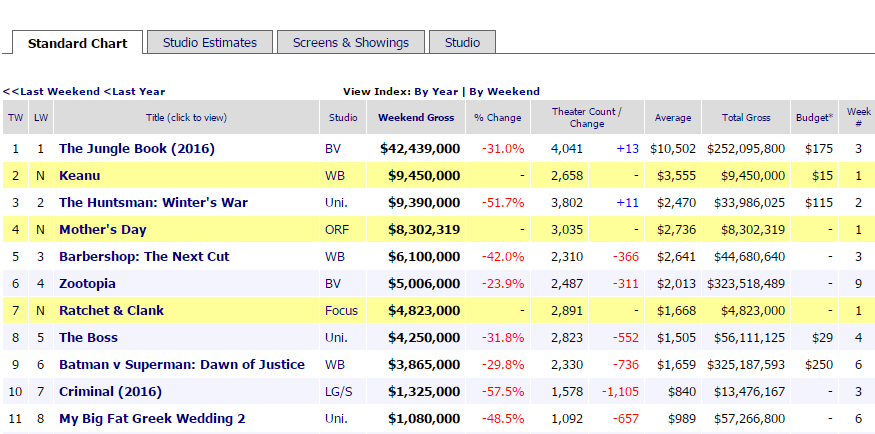 Standard Chart Studio Estimates Screens & Showings Studio
<<Last Weekend <Last Year View Index: By Year | By Weekend
TW LW Title (click to view) Studio Weekend Gross % Change Theater Count / Change Average Total Gross Budget* Week #
1 1 The Jungle Book (2016) BV $42,439,000 -31.0% 4,041 +13 $10,502 $252,095,800 $175 3
2 N Keanu WB $9,450,000 - 2,658 - $3,555 $9,450,000 $15 1
3 2 The Huntsman: Winter's War Uni. $9,390,000 -51.7% 3,802 +11 $2,470 $33,986,025 $115 2
4 N Mother's Day ORF $8,302,319 - 3,035 - $2,736 $8,302,319 - 1
5 3 Barbershop: The Next Cut WB $6,100,000 -42.0% 2,310 -366 $2,641 $44,680,640 - 3
6 4 Zootopia BV $5,006,000 -23.9% 2,487 -311 $2,013 $323,518,489 - 9
7 N Ratchet & Clank Focus $4,823,000 - 2,891 - $1,668 $4,823,000 - 1
8 5 The Boss Uni. $4,250,000 -31.8% 2,823 -552 $1,505 $56,111,125 $29 4
9 6 Batman v Superman: Dawn of Justice WB $3,865,000 -29.8% 2,330 -736 $1,659 $325,187,593 $250 6
10 7 Criminal (2016) LG/S $1,325,000 -57.5% 1,578 -1,105 $840 $13,476,167 - 3
11 8 My Big Fat Greek Wedding 2 Uni. $1,080,000 -48.5% 1,092 -657 $989 $57,266,800 - 6